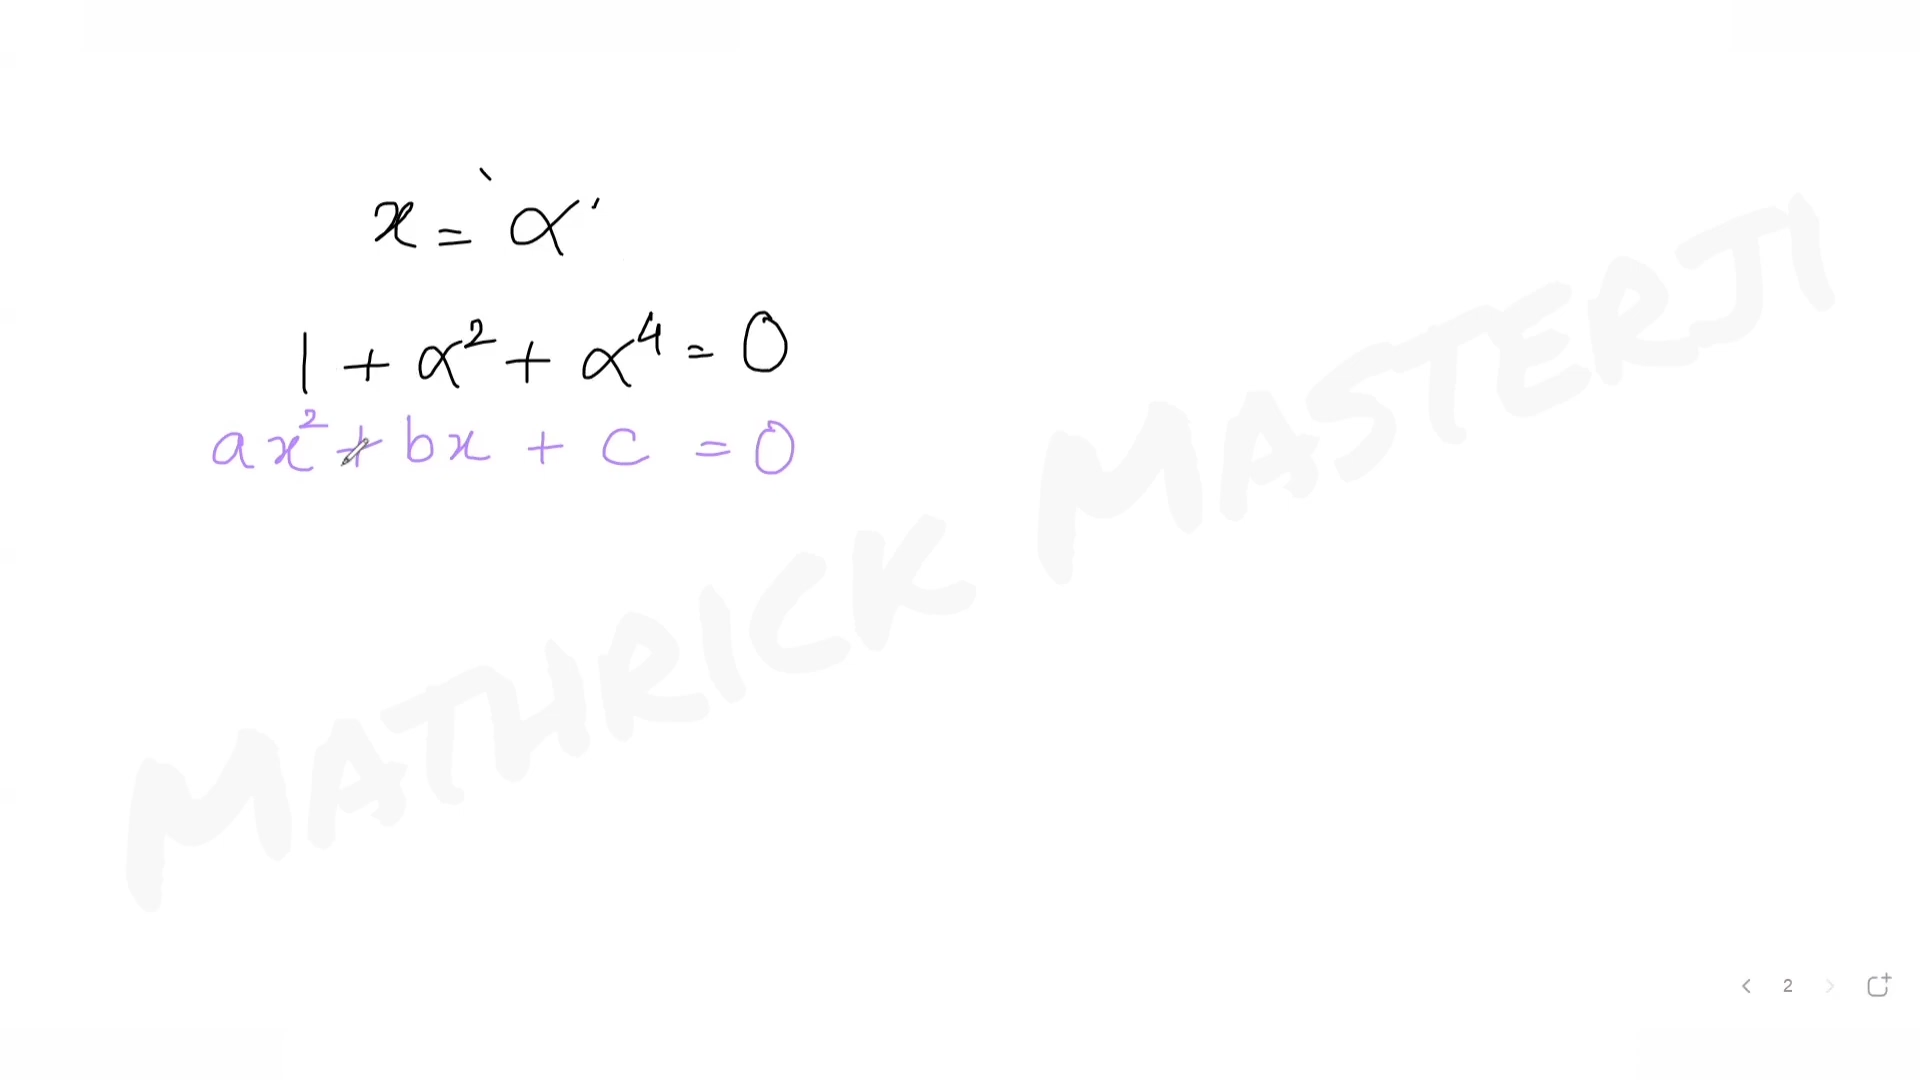 x = `α'
1 + α² + α⁴ = 0
ax² + bx + c = 0
MATHRICK MASTERJI
2